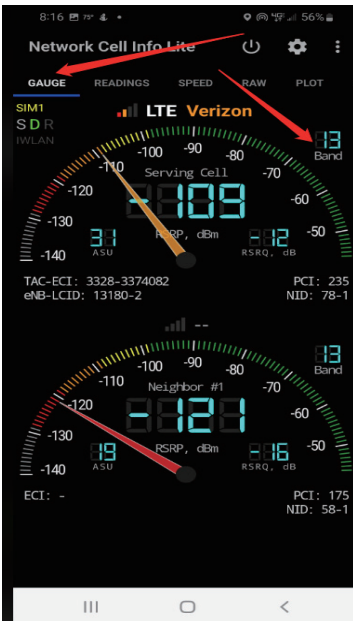 8:16 75° 56%
Network Cell Info Lite
GAUGE READINGS SPEED RAW PLOT
SIM1
S D R
IWLAN
LTE Verizon
13
Band
-140 -130 -120 -110 -100 -90 -80 -70 -60 -50
Serving Cell
-109
RSRP, dBm
31
ASU
-12
RSRQ, dB
TAC-ECI: 3328-3374082
eNB-LCID: 13180-2
PCI: 235
NID: 78-1
--
13
Band
-140 -130 -120 -110 -100 -90 -80 -70 -60 -50
Neighbor #1
-121
RSRP, dBm
19
ASU
-16
RSRQ, dB
ECI: -
PCI: 175
NID: 58-1